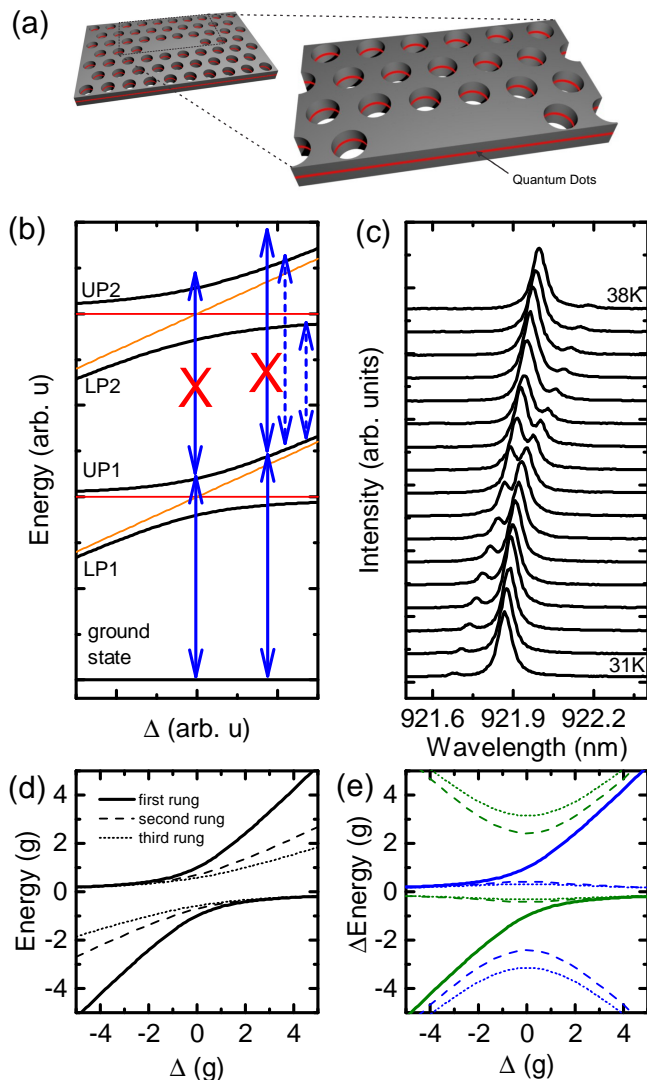 (a)
Quantum Dots
(b)
UP2
LP2
X
X
UP1
LP1
ground
state
Energy (arb. u)
Δ (arb. u)
(c)
38K
31K
Intensity (arb. units)
921.6 921.9 922.2
Wavelength (nm)
(d)
first rung
second rung
third rung
4
2
0
-2
-4
Energy (g)
-4 -2 0 2 4
Δ (g)
(e)
4
2
0
-2
-4
ΔEnergy (g)
-4 -2 0 2 4
Δ (g)